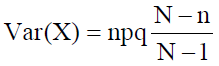 Var(X) = npq (N − n)/(N − 1)